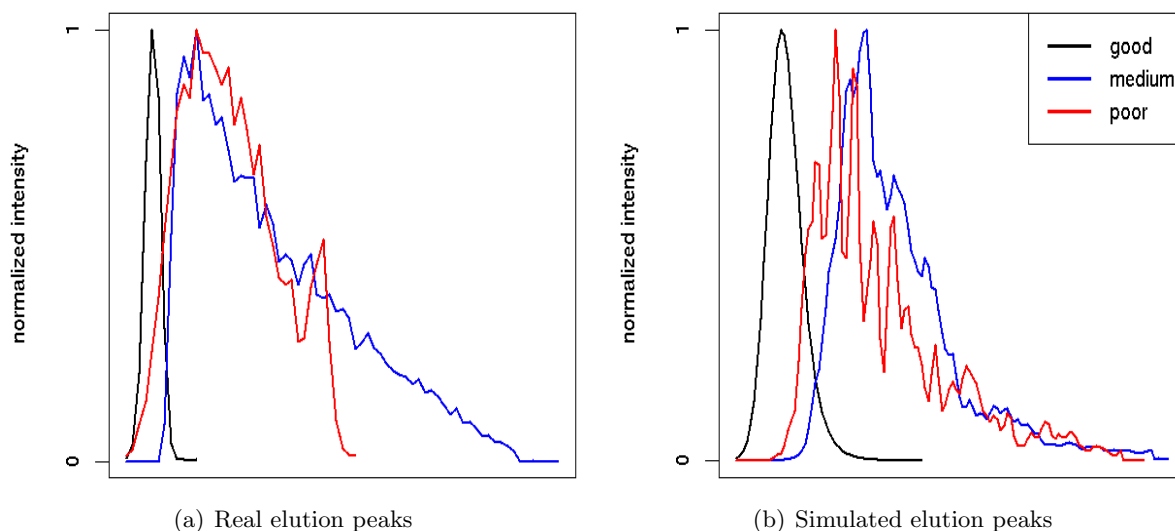 normalized intensity
1
0
(a) Real elution peaks
normalized intensity
1
0
good
medium
poor
(b) Simulated elution peaks